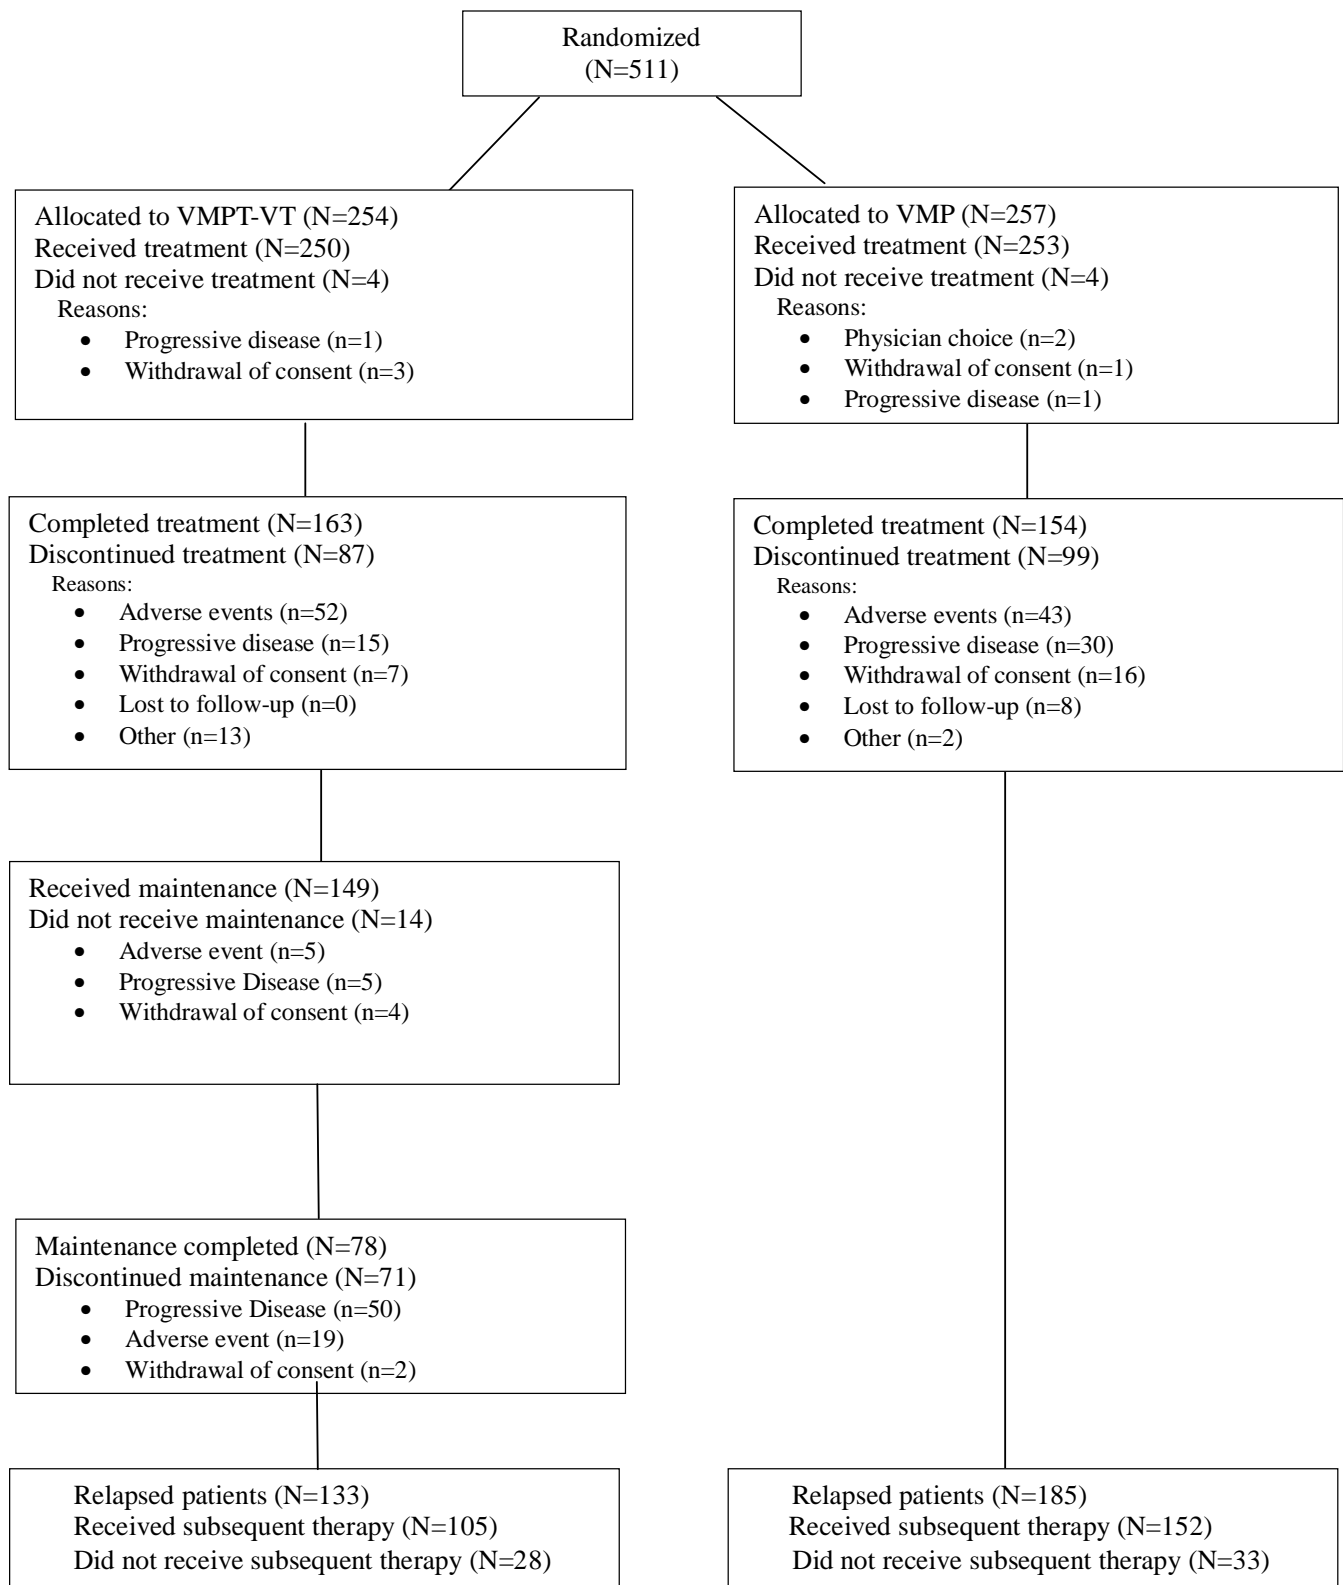 Randomized
(N=511)
Allocated to VMPT-VT (N=254)
Received treatment (N=250)
Did not receive treatment (N=4)
Reasons:
• Progressive disease (n=1)
• Withdrawal of consent (n=3)
Allocated to VMP (N=257)
Received treatment (N=253)
Did not receive treatment (N=4)
Reasons:
• Physician choice (n=2)
• Withdrawal of consent (n=1)
• Progressive disease (n=1)
Completed treatment (N=163)
Discontinued treatment (N=87)
Reasons:
• Adverse events (n=52)
• Progressive disease (n=15)
• Withdrawal of consent (n=7)
• Lost to follow-up (n=0)
• Other (n=13)
Completed treatment (N=154)
Discontinued treatment (N=99)
Reasons:
• Adverse events (n=43)
• Progressive disease (n=30)
• Withdrawal of consent (n=16)
• Lost to follow-up (n=8)
• Other (n=2)
Received maintenance (N=149)
Did not receive maintenance (N=14)
• Adverse event (n=5)
• Progressive Disease (n=5)
• Withdrawal of consent (n=4)
Maintenance completed (N=78)
Discontinued maintenance (N=71)
• Progressive Disease (n=50)
• Adverse event (n=19)
• Withdrawal of consent (n=2)
Relapsed patients (N=133)
Received subsequent therapy (N=105)
Did not receive subsequent therapy (N=28)
Relapsed patients (N=185)
Received subsequent therapy (N=152)
Did not receive subsequent therapy (N=33)